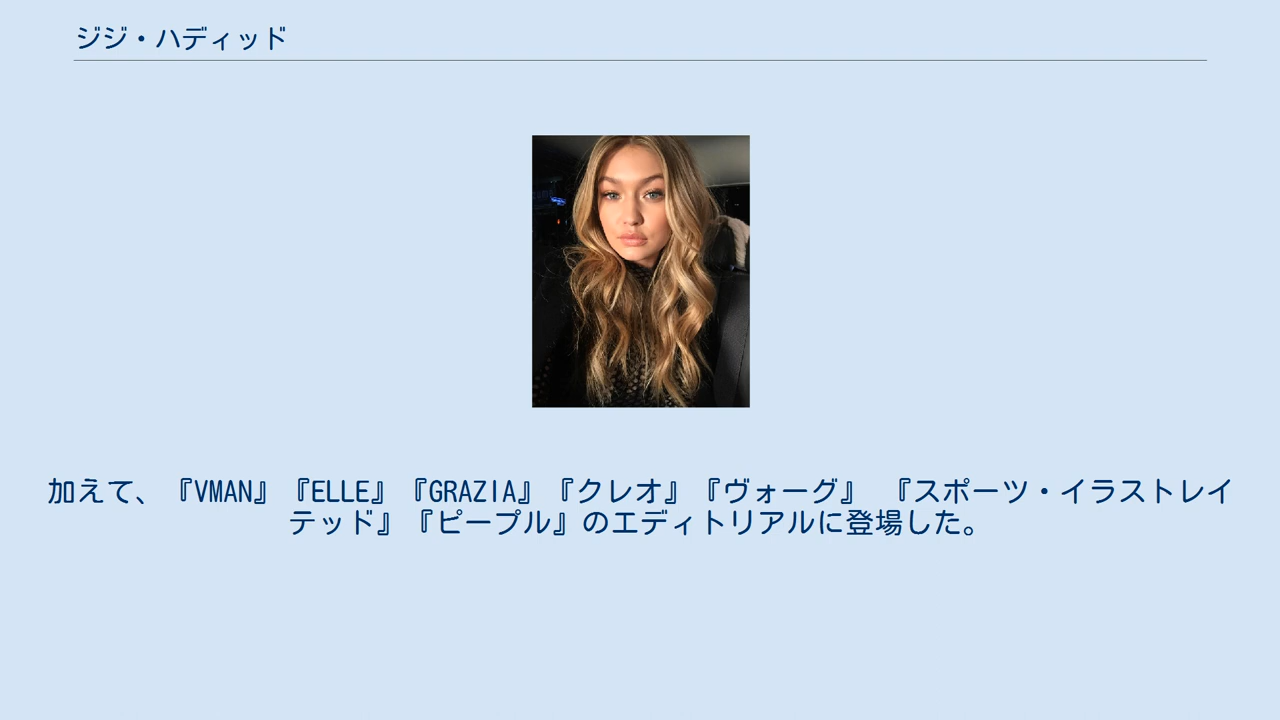 ジジ・ハディッド
加えて、『VMAN』『ELLE』『GRAZIA』『クレオ』『ヴォーグ』 『スポーツ・イラストレイ
テッド』『ピープル』のエディトリアルに登場した。